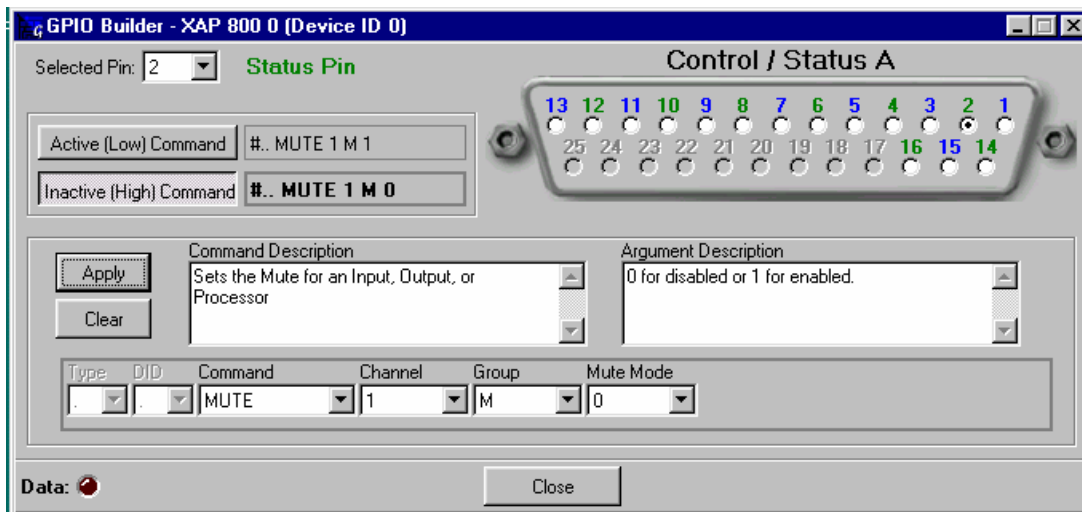 GPIO Builder - XAP 800 0 (Device ID 0)
Selected Pin: 2 Status Pin
Control / Status A
13 12 11 10 9 8 7 6 5 4 3 2 1
25 24 23 22 21 20 19 18 17 16 15 14
Active (Low) Command #.. MUTE 1 M 1
Inactive (High) Command #.. MUTE 1 M 0
Apply
Clear
Command Description
Sets the Mute for an Input, Output, or
Processor
Argument Description
0 for disabled or 1 for enabled.
Type DID Command Channel Group Mute Mode
. . MUTE 1 M 0
Data:
Close